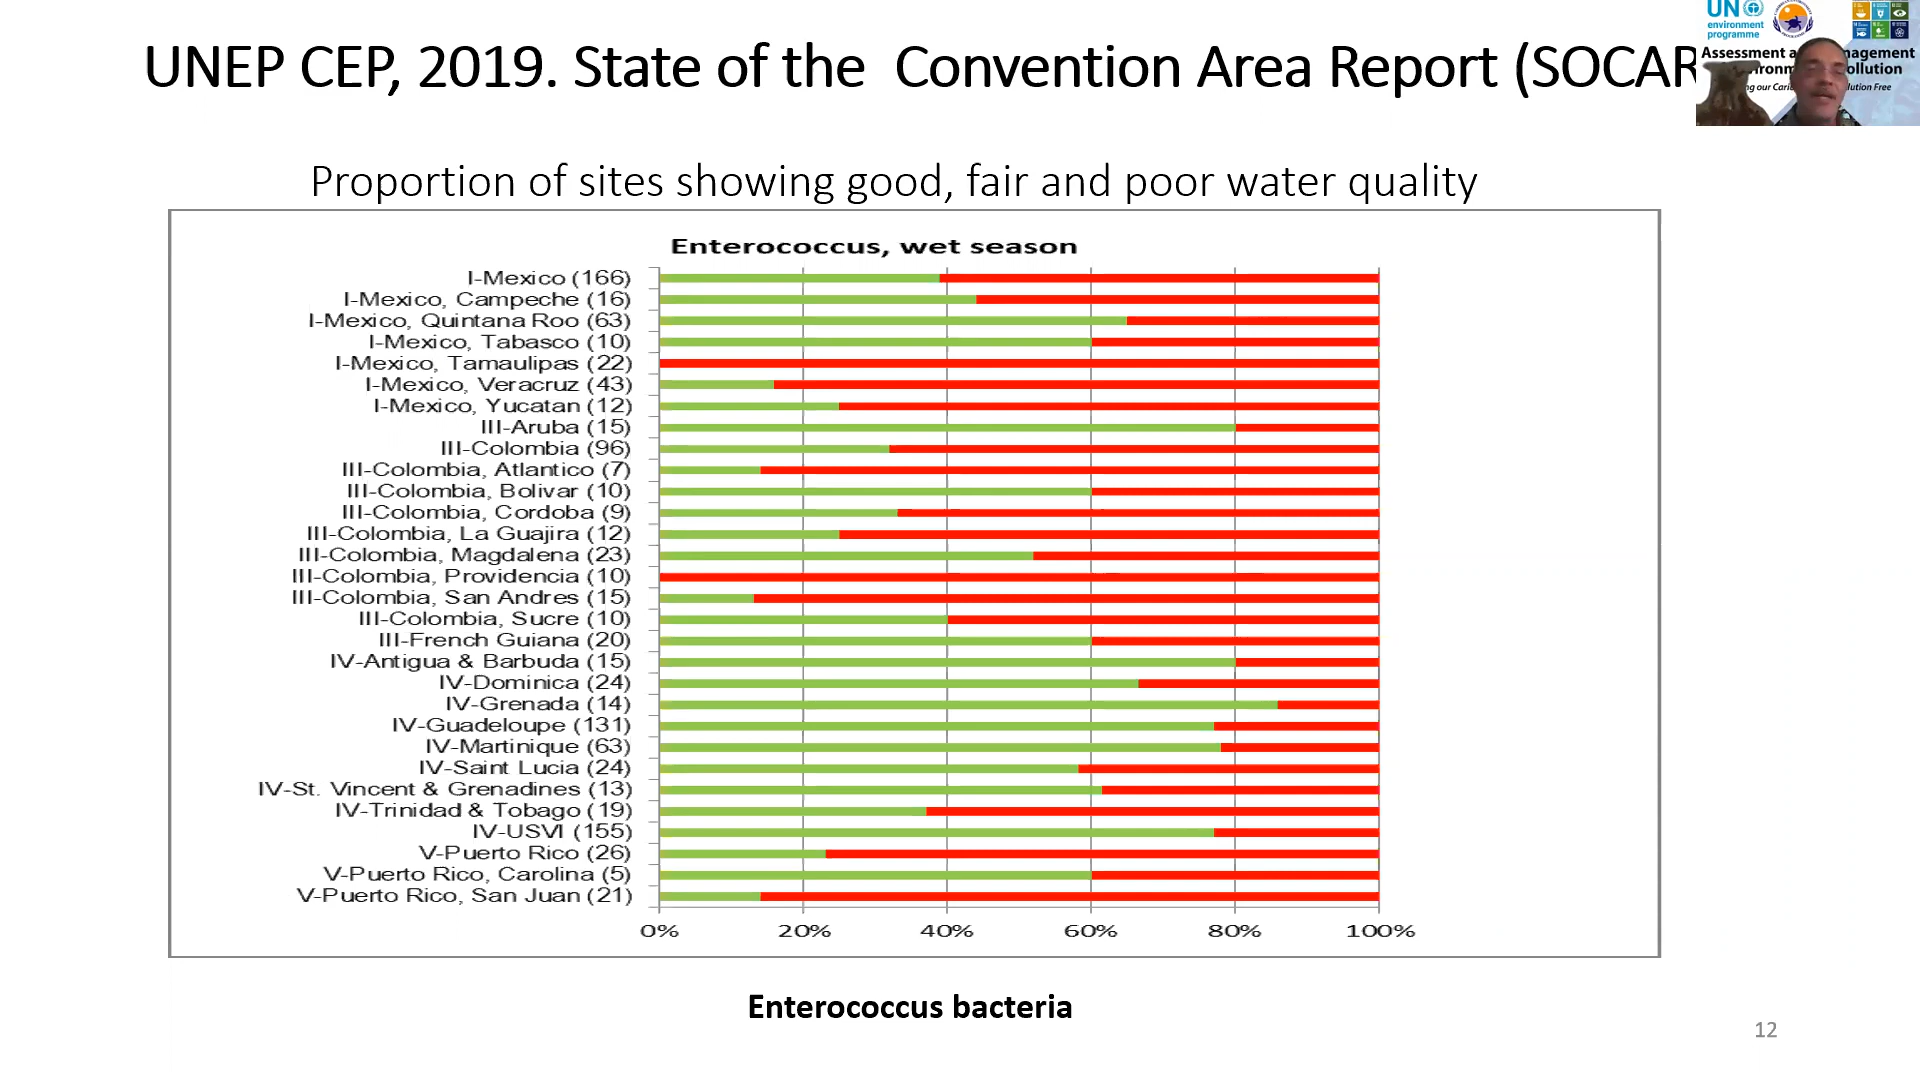 UNEP CEP, 2019. State of the Convention Area Report (SOCAR
UN
environment
programme
Assessment a
nagement
ollution
ng our Cari
lution Free
Proportion of sites showing good, fair and poor water quality
Enterococcus, wet season
I-Mexico (166)
I-Mexico, Campeche (16)
I-Mexico, Quintana Roo (63)
I-Mexico, Tabasco (10)
I-Mexico, Tamaulipas (22)
I-Mexico, Veracruz (43)
I-Mexico, Yucatan (12)
III-Aruba (15)
III-Colombia (96)
III-Colombia, Atlantico (7)
III-Colombia, Bolivar (10)
III-Colombia, Cordoba (9)
III-Colombia, La Guajira (12)
III-Colombia, Magdalena (23)
III-Colombia, Providencia (10)
III-Colombia, San Andres (15)
III-Colombia, Sucre (10)
III-French Guiana (20)
IV-Antigua & Barbuda (15)
IV-Dominica (24)
IV-Grenada (14)
IV-Guadeloupe (131)
IV-Martinique (63)
IV-Saint Lucia (24)
IV-St. Vincent & Grenadines (13)
IV-Trinidad & Tobago (19)
IV-USVI (155)
V-Puerto Rico (26)
V-Puerto Rico, Carolina (5)
V-Puerto Rico, San Juan (21)
0% 20% 40% 60% 80% 100%
Enterococcus bacteria
12